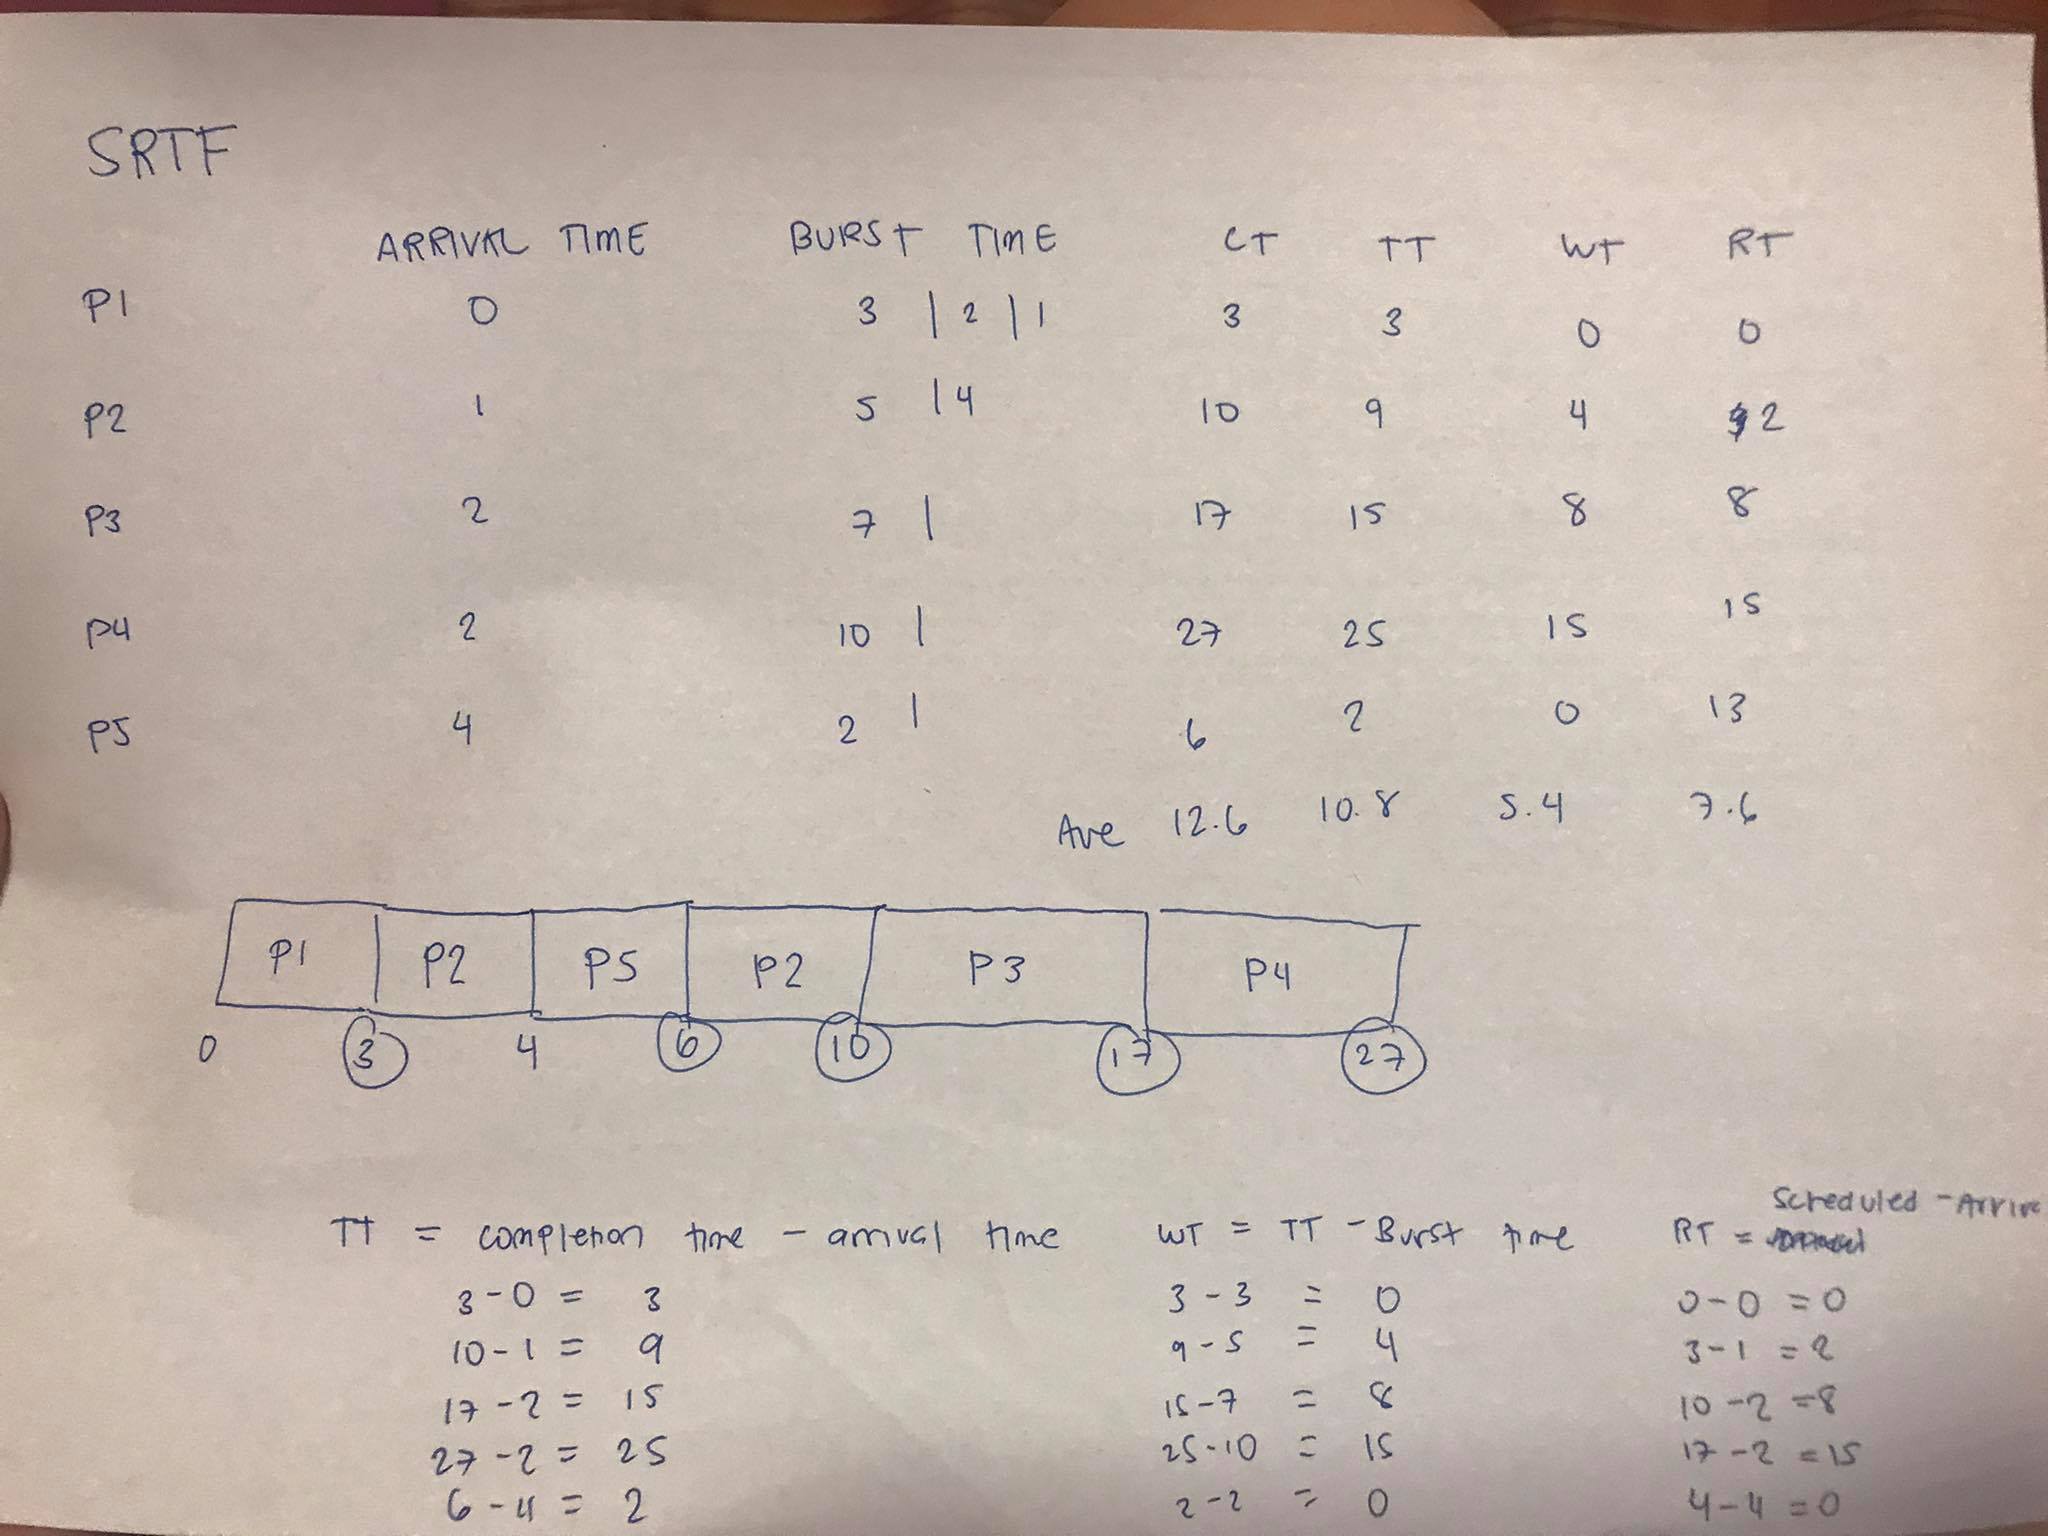 SRTF
ARRIVAL TIME BURST TIME CT TT WT RT
P1 0 3 | 2 | 1 3 3 0 0
P2 1 5 | 4 10 9 4 2
P3 2 7 | 17 15 8 8
P4 2 10 | 27 25 15 15
P5 4 2 | 6 2 0 13
Ave 12.6 10.8 5.4 7.6
P1 P2 P5 P2 P3 P4
0 3 4 6 10 17 27
Scheduled - Arriv
TT = completion time - arrival time WT = TT - Burst time RT =
3 - 0 = 3 3 - 3 = 0 0 - 0 = 0
10 - 1 = 9 9 - 5 = 4 3 - 1 = 2
17 - 2 = 15 15 - 7 = 8 10 - 2 = 8
27 - 2 = 25 25 - 10 = 15 17 - 2 = 15
6 - 4 = 2 2 - 2 = 0 4 - 4 = 0